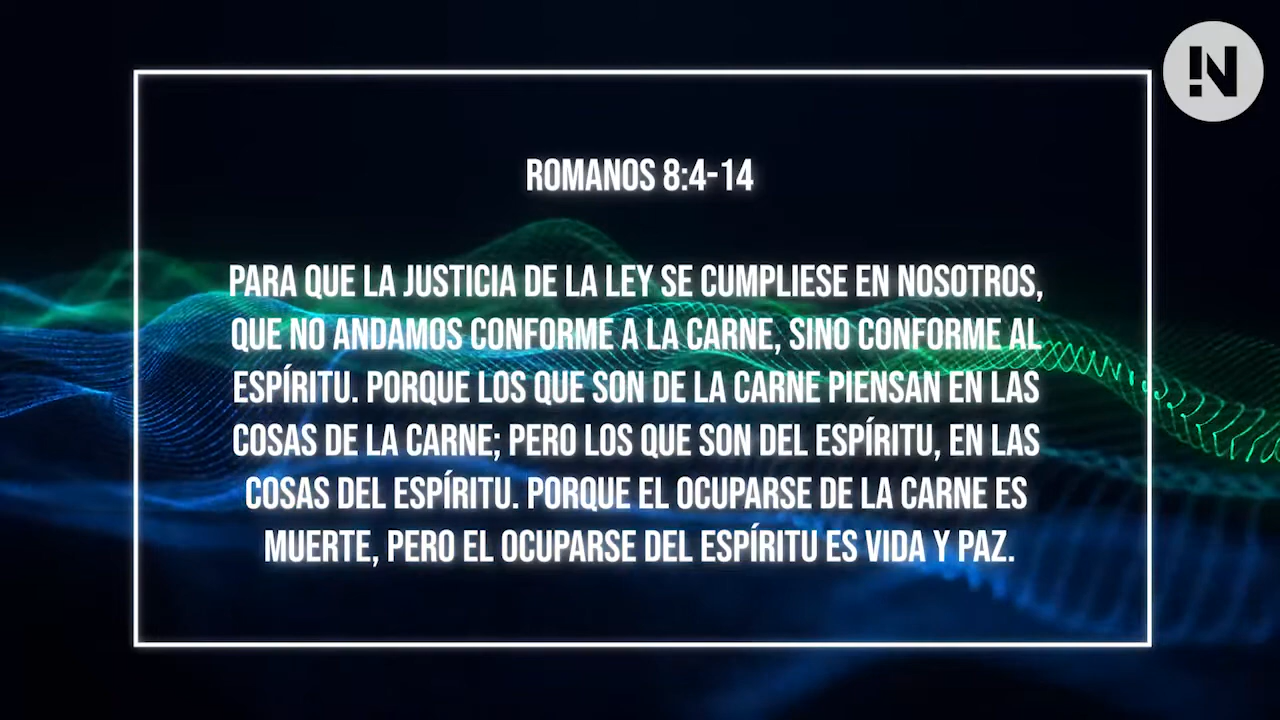 ROMANOS 8:4-14
PARA QUE LA JUSTICIA DE LA LEY SE CUMPLIESE EN NOSOTROS,
QUE NO ANDAMOS CONFORME A LA CARNE, SINO CONFORME AL
ESPÍRITU. PORQUE LOS QUE SON DE LA CARNE PIENSAN EN LAS
COSAS DE LA CARNE; PERO LOS QUE SON DEL ESPÍRITU, EN LAS
COSAS DEL ESPÍRITU. PORQUE EL OCUPARSE DE LA CARNE ES
MUERTE, PERO EL OCUPARSE DEL ESPÍRITU ES VIDA Y PAZ.